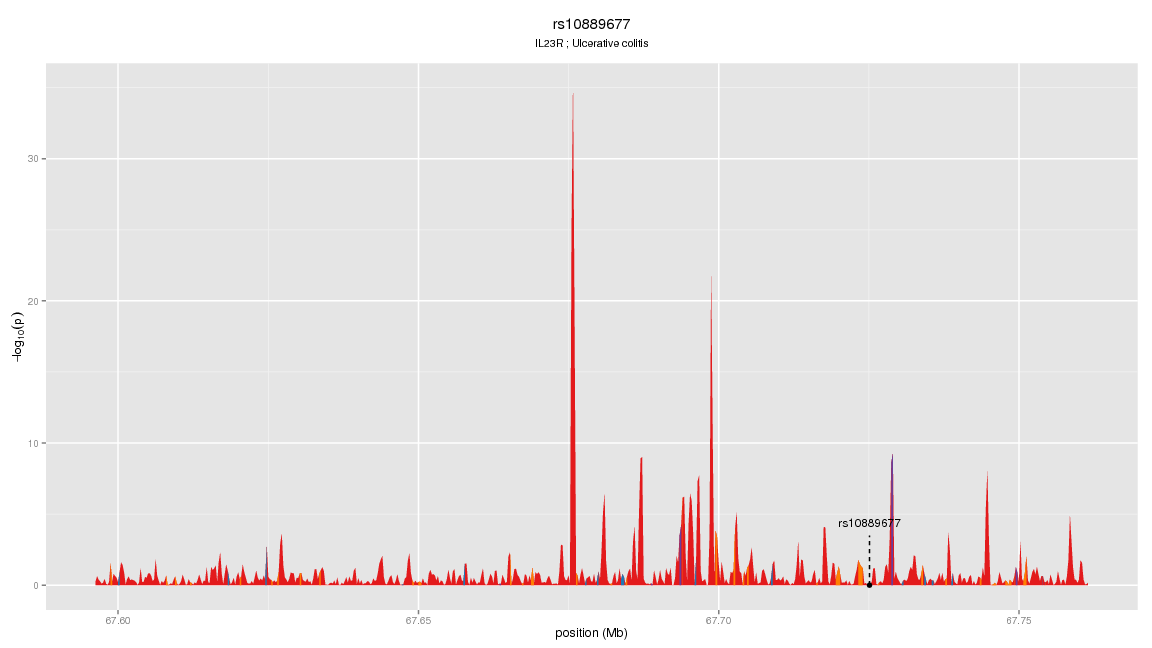 rs10889677
IL23R ; Ulcerative colitis
30
20
10
0
-log10(p)
rs10889677
67.60
67.65
67.70
67.75
position (Mb)